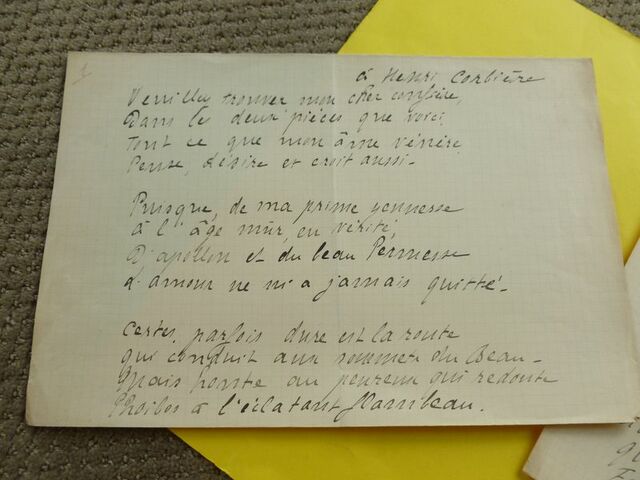 à Henri Corbière
Veuillez trouver mon cher confrère,
Dans les deux pièces que voici
Tout ce que mon âme vénère
Pense, désire et croit aussi.
Puisque, de ma prime jeunesse
à l'âge mûr, en vérité,
D'apollon et du beau Permesse
L'amour ne m'a jamais quitté.
Certes, parfois dure est la route
qui conduit aux sommets du Beau.
Mais honte au peureux qui redoute
Phoibos à l'éclatant flambeau.